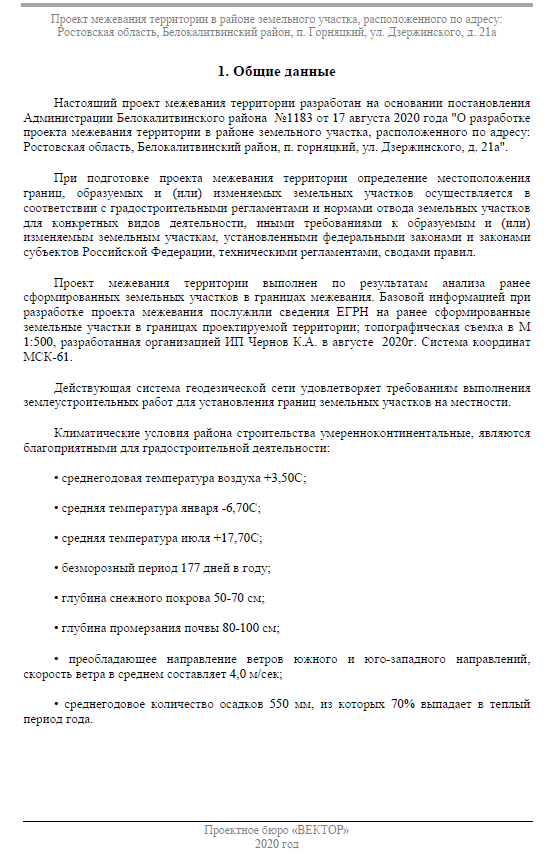 Проект межевания территории в районе земельного участка, расположенного по адресу:
Ростовская область, Белокалитвинский район, п. Горняцкий, ул. Дзержинского, д. 21а
1. Общие данные
Настоящий проект межевания территории разработан на основании постановления
Администрации Белокалитвинского района №1183 от 17 августа 2020 года "О разработке
проекта межевания территории в районе земельного участка, расположенного по адресу:
Ростовская область, Белокалитвинский район, п. горняцкий, ул. Дзержинского, д. 21а".
При подготовке проекта межевания территории определение местоположения
границ, образуемых и (или) изменяемых земельных участков осуществляется в
соответствии с градостроительными регламентами и нормами отвода земельных участков
для конкретных видов деятельности, иными требованиями к образуемым и (или)
изменяемым земельным участкам, установленными федеральными законами и законами
субъектов Российской Федерации, техническими регламентами, сводами правил.
Проект межевания территории выполнен по результатам анализа ранее
сформированных земельных участков в границах межевания. Базовой информацией при
разработке проекта межевания послужили сведения ЕГРН на ранее сформированные
земельные участки в границах проектируемой территории; топографическая съемка в М
1:500, разработанная организацией ИП Чернов К.А. в августе 2020г. Система координат
МСК-61.
Действующая система геодезической сети удовлетворяет требованиям выполнения
землеустроительных работ для установления границ земельных участков на местности.
Климатические условия района строительства умеренноконтинентальные, являются
благоприятными для градостроительной деятельности:
• среднегодовая температура воздуха +3,50С;
• средняя температура января -6,70С;
• средняя температура июля +17,70С;
• безморозный период 177 дней в году;
• глубина снежного покрова 50-70 см;
• глубина промерзания почвы 80-100 см;
• преобладающее направление ветров южного и юго-западного направлений,
скорость ветра в среднем составляет 4,0 м/сек;
• среднегодовое количество осадков 550 мм, из которых 70% выпадает в теплый
период года.
Проектное бюро «ВЕКТОР»
2020 год